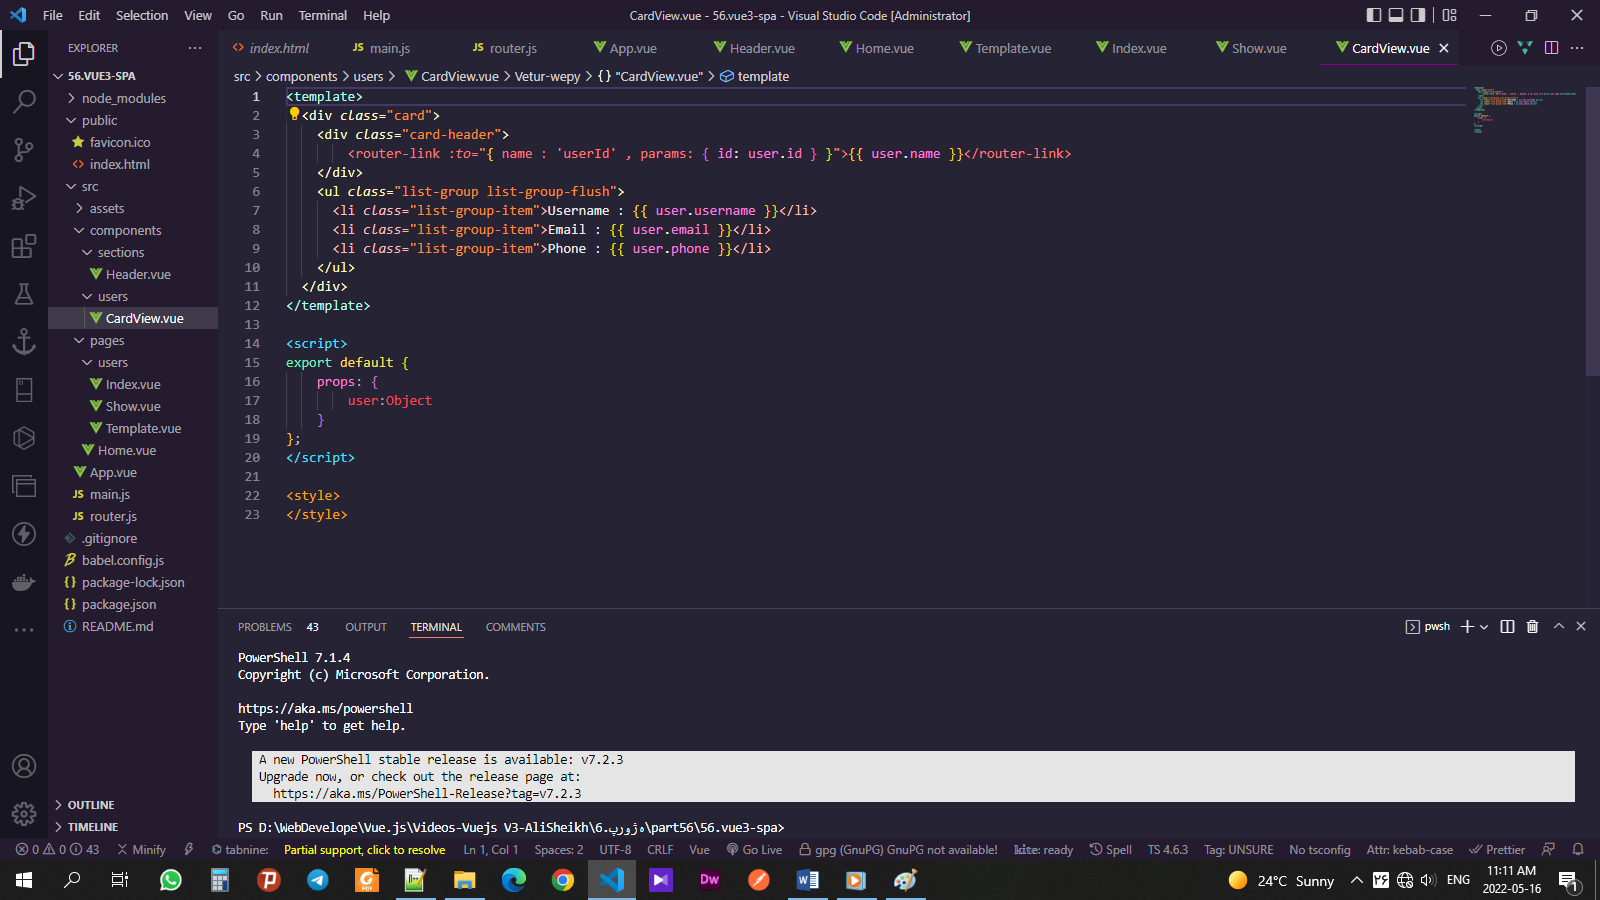 File Edit Selection View Go Run Terminal Help
CardView.vue - 56.vue3-spa - Visual Studio Code [Administrator]
EXPLORER
56.VUE3-SPA
node_modules
public
favicon.ico
index.html
src
assets
components
sections
Header.vue
users
CardView.vue
pages
users
Index.vue
Show.vue
Template.vue
Home.vue
App.vue
main.js
router.js
.gitignore
babel.config.js
package-lock.json
package.json
README.md
OUTLINE
TIMELINE
index.html JS main.js JS router.js App.vue Header.vue Home.vue Template.vue Index.vue Show.vue CardView.vue
src > components > users > CardView.vue > Vetur-wepy > {} "CardView.vue" > template
1 <template>
2 <div class="card">
3 <div class="card-header">
4 <router-link :to="{ name : 'userId' , params: { id: user.id } }">{{ user.name }}</router-link>
5 </div>
6 <ul class="list-group list-group-flush">
7 <li class="list-group-item">Username : {{ user.username }}</li>
8 <li class="list-group-item">Email : {{ user.email }}</li>
9 <li class="list-group-item">Phone : {{ user.phone }}</li>
10 </ul>
11 </div>
12 </template>
13
14 <script>
15 export default {
16 props: {
17 user:Object
18 }
19 };
20 </script>
21
22 <style>
23 </style>
PROBLEMS 43 OUTPUT TERMINAL COMMENTS
pwsh
PowerShell 7.1.4
Copyright (c) Microsoft Corporation.
https://aka.ms/powershell
Type 'help' to get help.
A new PowerShell stable release is available: v7.2.3
Upgrade now, or check out the release page at:
https://aka.ms/PowerShell-Release?tag=v7.2.3
PS D:\WebDevelope\Vue.js\Videos-Vuejs V3-AliSheikh\6.پروژه\part56\56.vue3-spa>
0 0 43 Minify tabnine: Partial support, click to resolve Ln 1, Col 1 Spaces: 2 UTF-8 CRLF Vue Go Live gpg (GnuPG) GnuPG not available! kite: ready Spell TS 4.6.3 Tag: UNSURE No tsconfig Attr: kebab-case Prettier
Dw
24°C Sunny
ENG
11:11 AM
2022-05-16
1